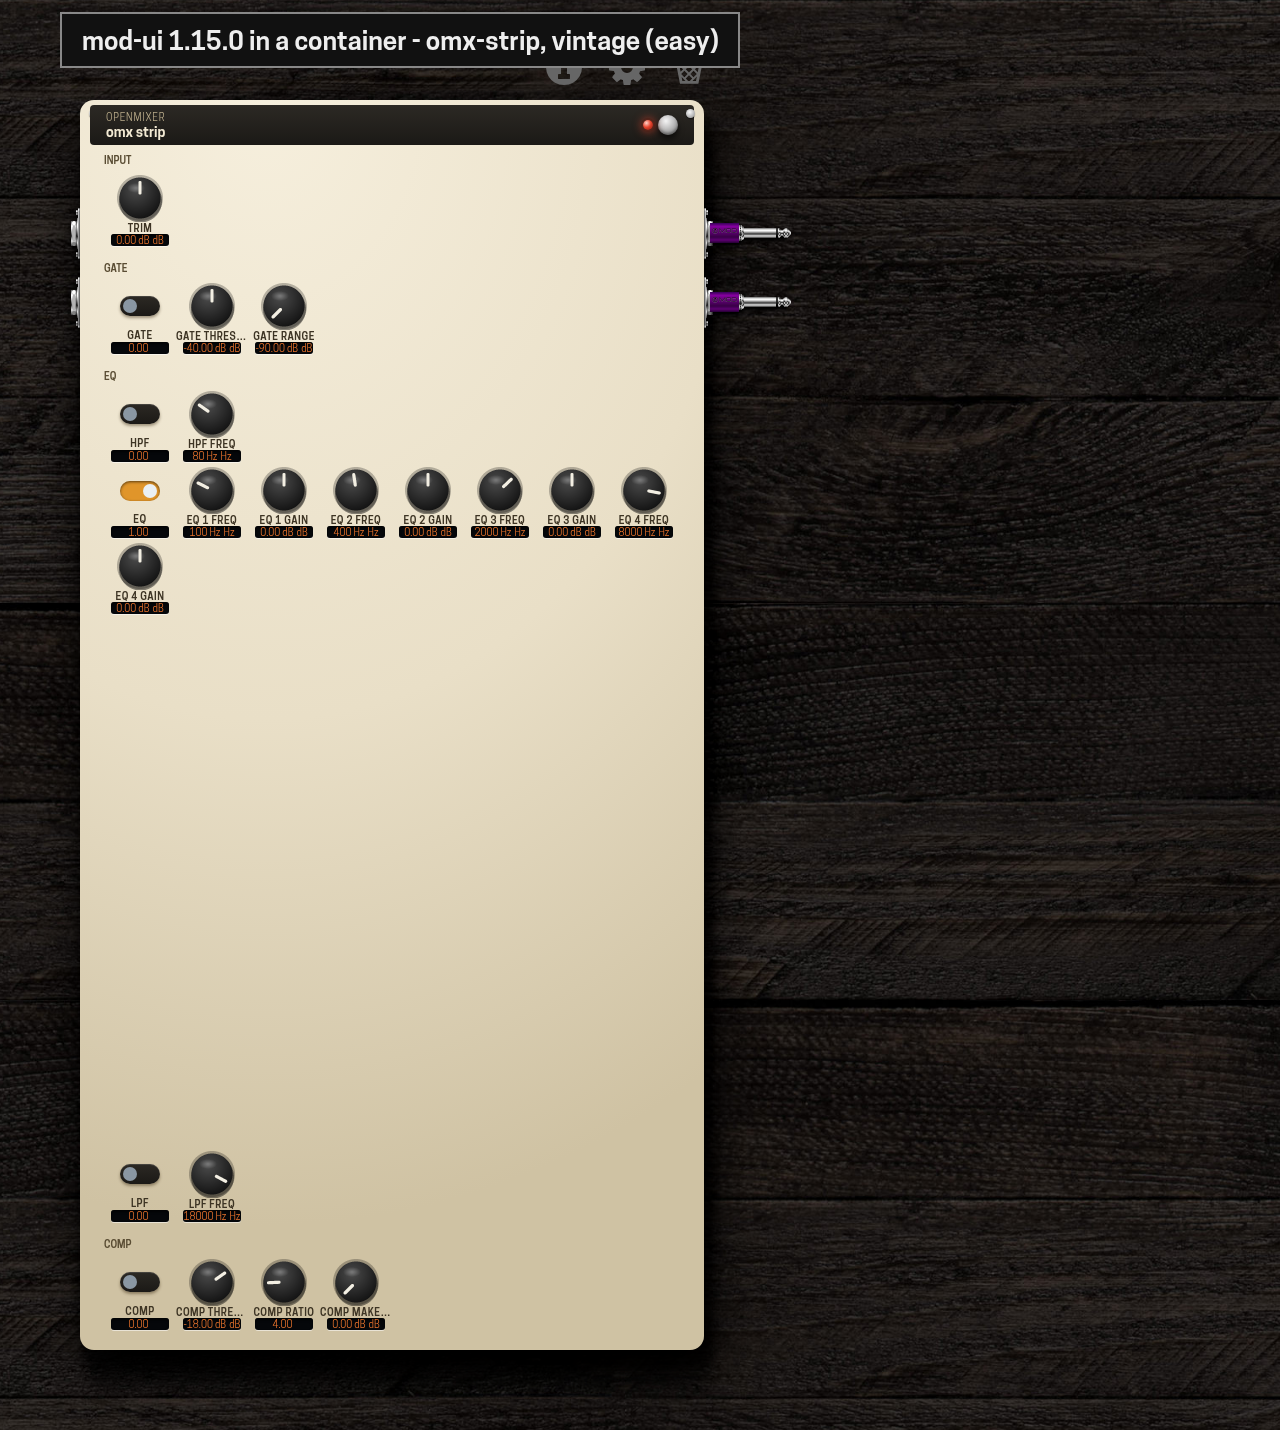 mod-ui 1.15.0 in a container - omx-strip, vintage (easy)
OPENMIXER
omx strip
INPUT
TRIM
0.00 dB dB
GATE
GATE GATE THRES... GATE RANGE
0.00 -40.00 dB dB -90.00 dB dB
EQ
HPF HPF FREQ
0.00 80 Hz Hz
EQ EQ 1 FREQ EQ 1 GAIN EQ 2 FREQ EQ 2 GAIN EQ 3 FREQ EQ 3 GAIN EQ 4 FREQ
1.00 100 Hz Hz 0.00 dB dB 400 Hz Hz 0.00 dB dB 2000 Hz Hz 0.00 dB dB 8000 Hz Hz
EQ 4 GAIN
0.00 dB dB
LPF LPF FREQ
0.00 18000 Hz Hz
COMP
COMP COMP THRE... COMP RATIO COMP MAKE...
0.00 -18.00 dB dB 4.00 0.00 dB dB